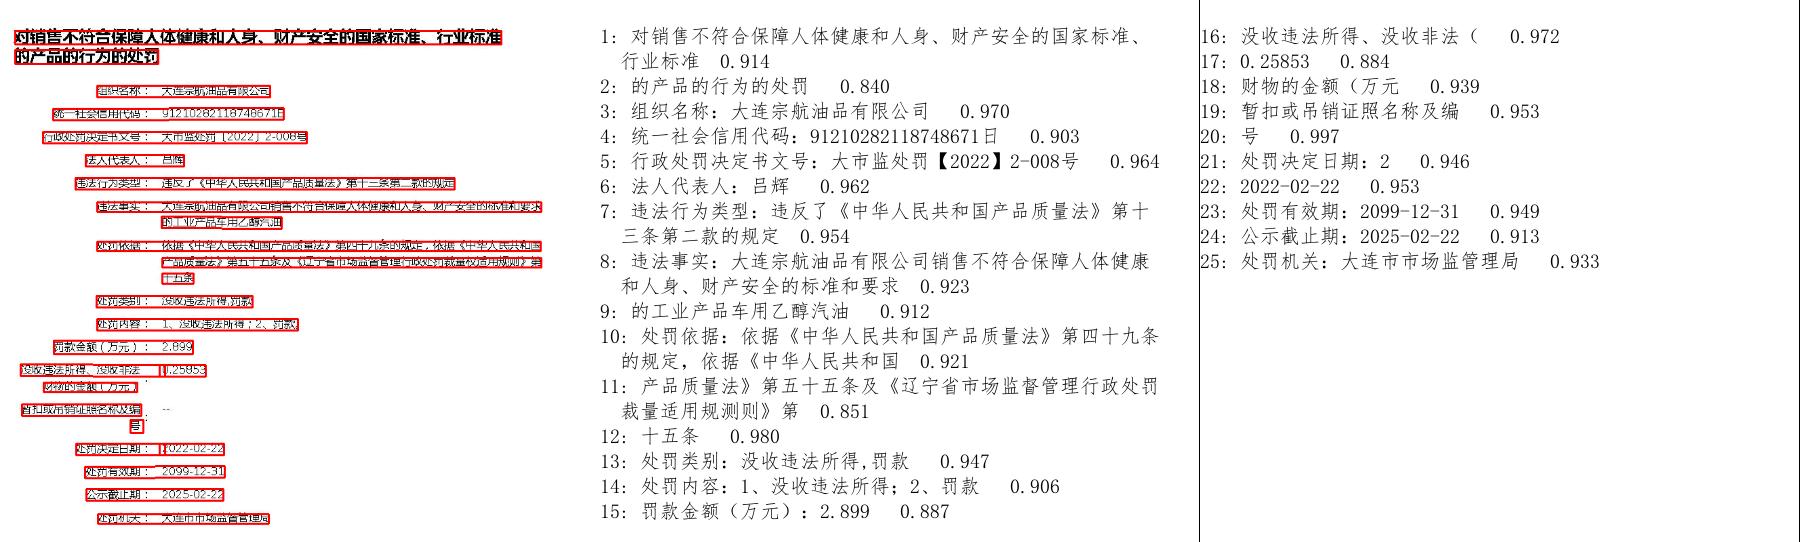 对销售不符合保障人体健康和人身、财产安全的国家标准、行业标准
的产品的行为的处罚
组织名称： 大连宗航油品有限公司
统一社会信用代码： 91210282118748671E
行政处罚决定书文号： 大市监处罚〔2022〕2-008号
法人代表人： 吕辉
违法行为类型： 违反了《中华人民共和国产品质量法》第十三条第二款的规定
违法事实： 大连宗航油品有限公司销售不符合保障人体健康和人身、财产安全的标准和要求
的工业产品车用乙醇汽油
处罚依据： 依据《中华人民共和国产品质量法》第四十九条的规定，依据《中华人民共和国
产品质量法》第五十五条及《辽宁省市场监督管理行政处罚裁量权适用规则》第
十五条
处罚类别： 没收违法所得,罚款
处罚内容： 1、没收违法所得；2、罚款;
罚款金额（万元）： 2.899
没收违法所得、没收非法 0.25853
财物的金额（万元） :
暂扣或吊销证照名称及编 --
号 :
处罚决定日期： 2022-02-22
处罚有效期： 2099-12-31
公示截止期： 2025-02-22
处罚机关： 大连市市场监督管理局
1: 对销售不符合保障人体健康和人身、财产安全的国家标准、
行业标准 0.914
2: 的产品的行为的处罚 0.840
3: 组织名称：大连宗航油品有限公司 0.970
4: 统一社会信用代码：91210282118748671日 0.903
5: 行政处罚决定书文号：大市监处罚【2022】2-008号 0.964
6: 法人代表人：吕辉 0.962
7: 违法行为类型：违反了《中华人民共和国产品质量法》第十
三条第二款的规定 0.954
8: 违法事实：大连宗航油品有限公司销售不符合保障人体健康
和人身、财产安全的标准和要求 0.923
9: 的工业产品车用乙醇汽油 0.912
10: 处罚依据：依据《中华人民共和国产品质量法》第四十九条
的规定，依据《中华人民共和国 0.921
11: 产品质量法》第五十五条及《辽宁省市场监督管理行政处罚
裁量适用规测则》第 0.851
12: 十五条 0.980
13: 处罚类别：没收违法所得,罚款 0.947
14: 处罚内容：1、没收违法所得；2、罚款 0.906
15: 罚款金额（万元）：2.899 0.887
16: 没收违法所得、没收非法（ 0.972
17: 0.25853 0.884
18: 财物的金额（万元 0.939
19: 暂扣或吊销证照名称及编 0.953
20: 号 0.997
21: 处罚决定日期：2 0.946
22: 2022-02-22 0.953
23: 处罚有效期：2099-12-31 0.949
24: 公示截止期：2025-02-22 0.913
25: 处罚机关：大连市市场监管理局 0.933